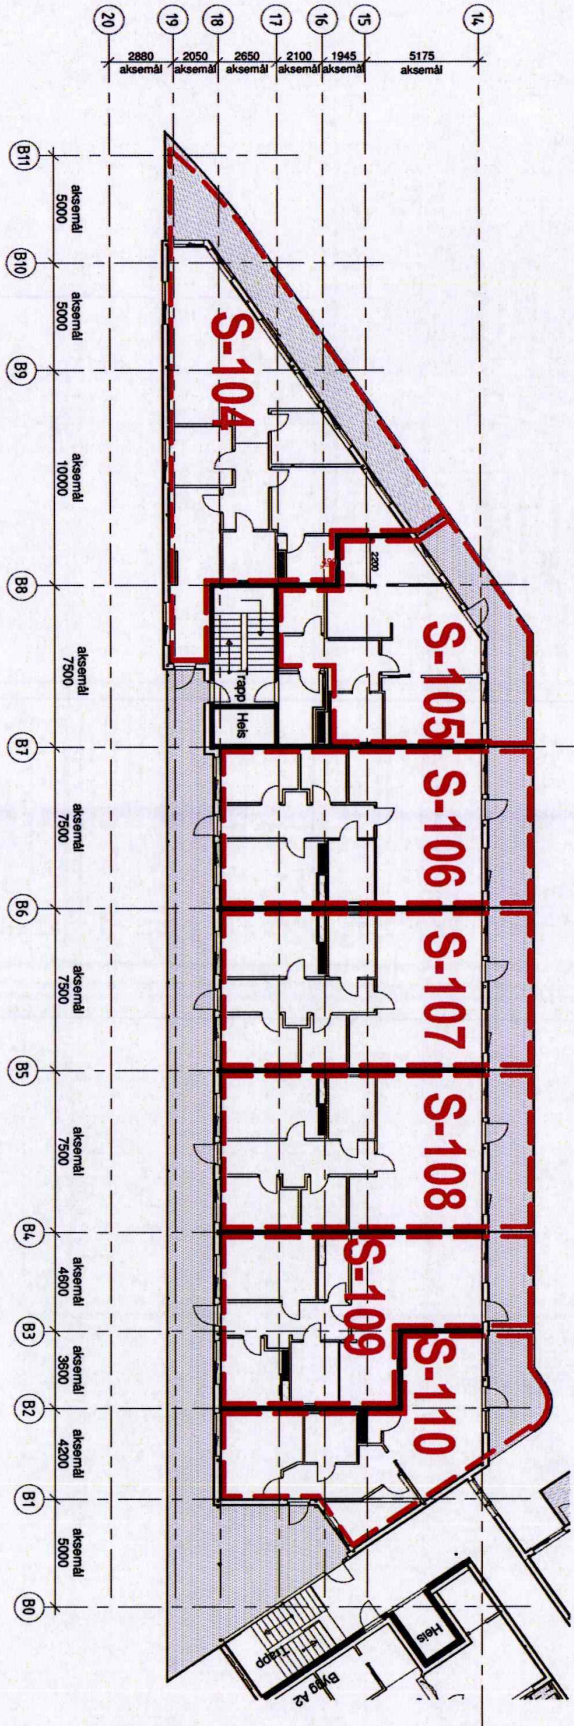 20
19
18
17
16
15
14
2880
aksemål
2050
aksemål
2650
aksemål
2100
aksemål
1945
aksemål
5175
aksemål
B11
aksemål
5000
B10
aksemål
5000
B9
aksemål
10000
B8
aksemål
7500
B7
aksemål
7500
B6
aksemål
7500
B5
aksemål
7500
B4
aksemål
4600
B3
aksemål
3600
B2
aksemål
4200
B1
aksemål
5000
B0
S-104
2200
S-105
Trapp
Heis
S-106
S-107
S-108
S-109
S-110
Heis
Trapp
Bygg A2